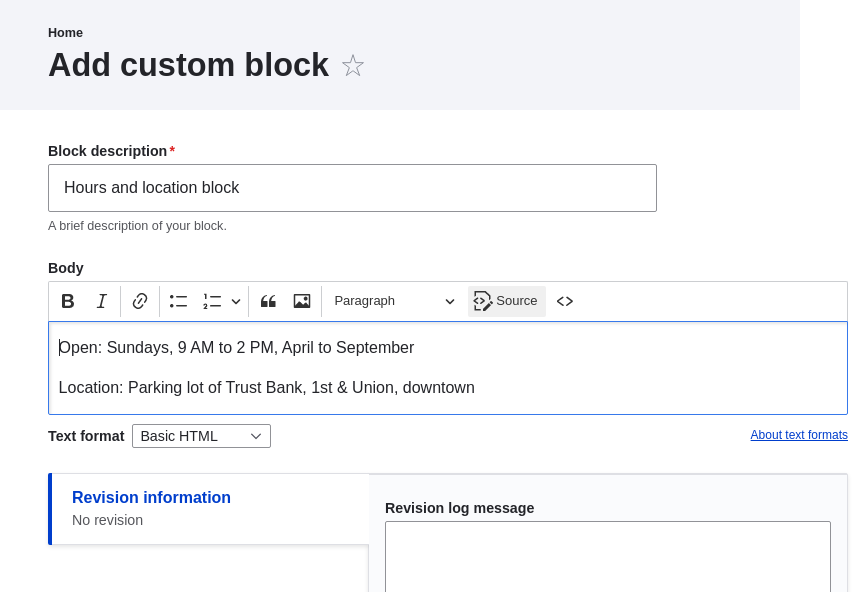 Home
Add custom block
Block description*
Hours and location block
A brief description of your block.
Body
B I Paragraph Source
Open: Sundays, 9 AM to 2 PM, April to September
Location: Parking lot of Trust Bank, 1st & Union, downtown
Text format Basic HTML About text formats
Revision information
No revision
Revision log message